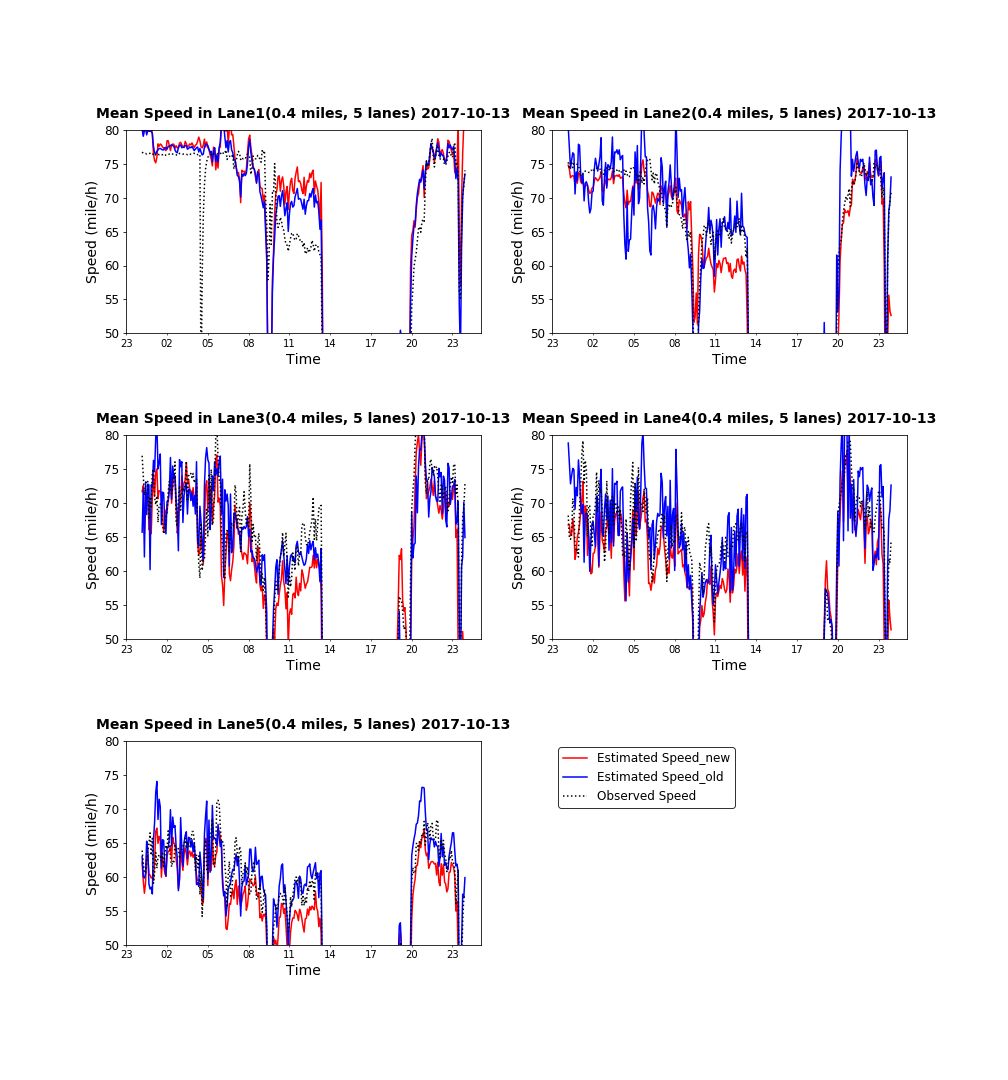 Mean Speed in Lane1(0.4 miles, 5 lanes) 2017-10-13
80
75
70
65
60
55
50
Speed (mile/h)
23 02 05 08 11 14 17 20 23
Time
Mean Speed in Lane2(0.4 miles, 5 lanes) 2017-10-13
80
75
70
65
60
55
50
Speed (mile/h)
23 02 05 08 11 14 17 20 23
Time
Mean Speed in Lane3(0.4 miles, 5 lanes) 2017-10-13
80
75
70
65
60
55
50
Speed (mile/h)
23 02 05 08 11 14 17 20 23
Time
Mean Speed in Lane4(0.4 miles, 5 lanes) 2017-10-13
80
75
70
65
60
55
50
Speed (mile/h)
23 02 05 08 11 14 17 20 23
Time
Mean Speed in Lane5(0.4 miles, 5 lanes) 2017-10-13
80
75
70
65
60
55
50
Speed (mile/h)
23 02 05 08 11 14 17 20 23
Time
Estimated Speed_new
Estimated Speed_old
Observed Speed